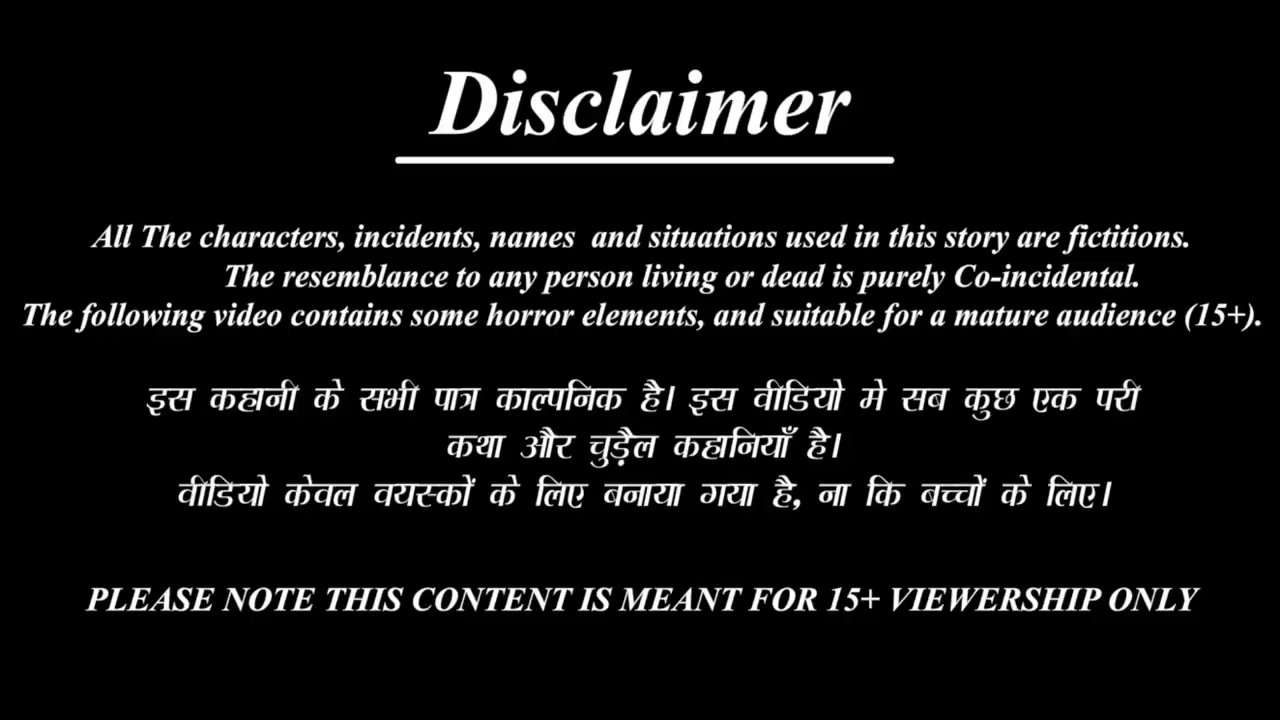 Disclaimer
All The characters, incidents, names and situations used in this story are fictitions.
The resemblance to any person living or dead is purely Co-incidental.
The following video contains some horror elements, and suitable for a mature audience (15+).
इस कहानी के सभी पात्र काल्पनिक है। इस वीडियो मे सब कुछ एक परी
कथा और चुड़ैल कहानियाँ है।
वीडियो केवल वयस्कों के लिए बनाया गया है, ना कि बच्चों के लिए।
PLEASE NOTE THIS CONTENT IS MEANT FOR 15+ VIEWERSHIP ONLY